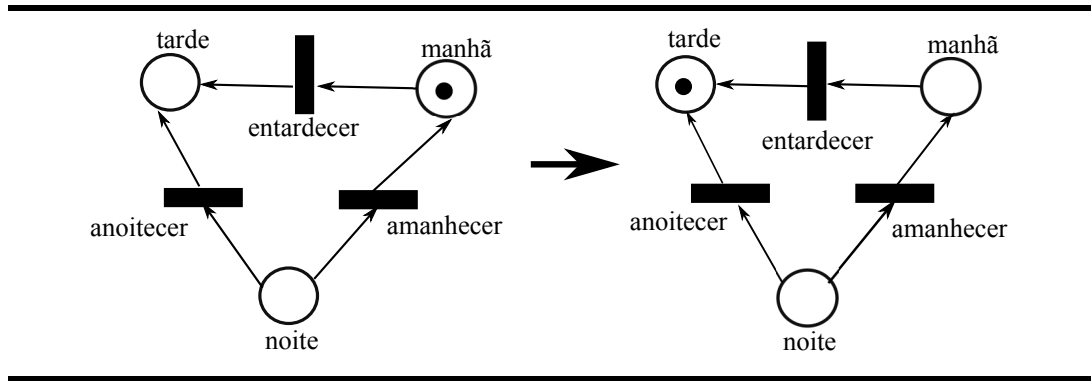 tarde
manhã
entardecer
anoitecer
amanhecer
noite
tarde
manhã
entardecer
anoitecer
amanhecer
noite